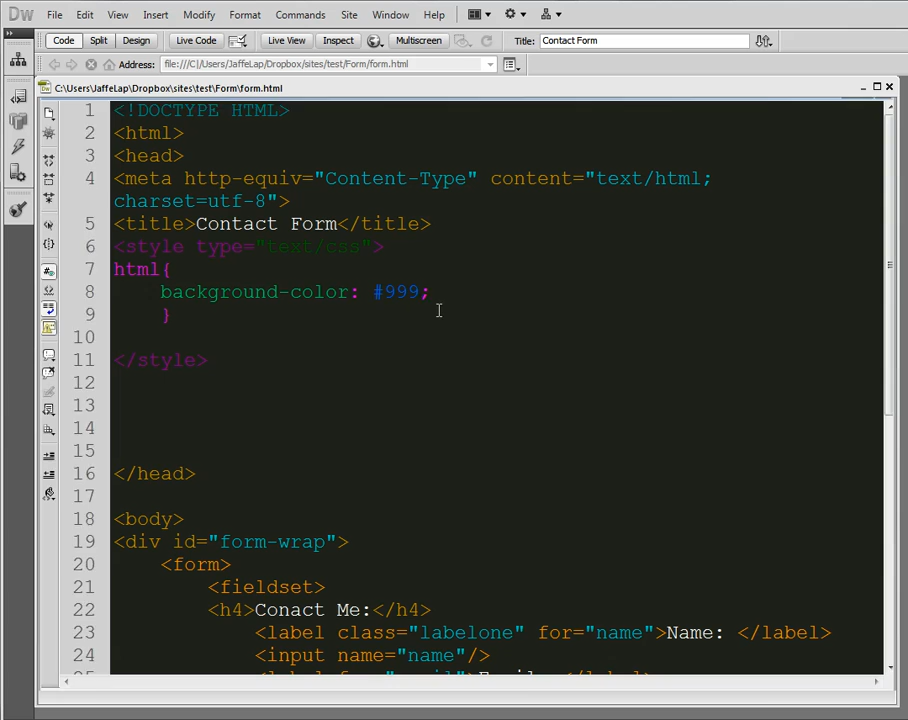 Dw File Edit View Insert Modify Format Commands Site Window Help
Code Split Design Live Code Live View Inspect Multiscreen Title: Contact Form
Address: file:///C|/Users/JaffeLap/Dropbox/sites/test/Form/form.html
C:\Users\JaffeLap\Dropbox\sites\test\Form\form.html
1 <!DOCTYPE HTML>
2 <html>
3 <head>
4 <meta http-equiv="Content-Type" content="text/html;
charset=utf-8">
5 <title>Contact Form</title>
6 <style type="text/css">
7 html{
8 background-color: #999;
9 }
10
11 </style>
12
13
14
15
16 </head>
17
18 <body>
19 <div id="form-wrap">
20 <form>
21 <fieldset>
22 <h4>Conact Me:</h4>
23 <label class="labelone" for="name">Name: </label>
24 <input name="name"/>